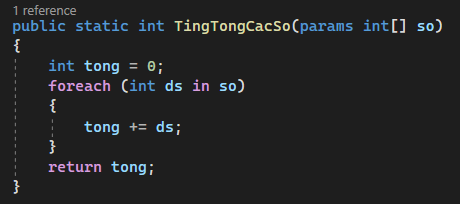 1 reference
public static int TingTongCacSo(params int[] so)
{
int tong = 0;
foreach (int ds in so)
{
tong += ds;
}
return tong;
}